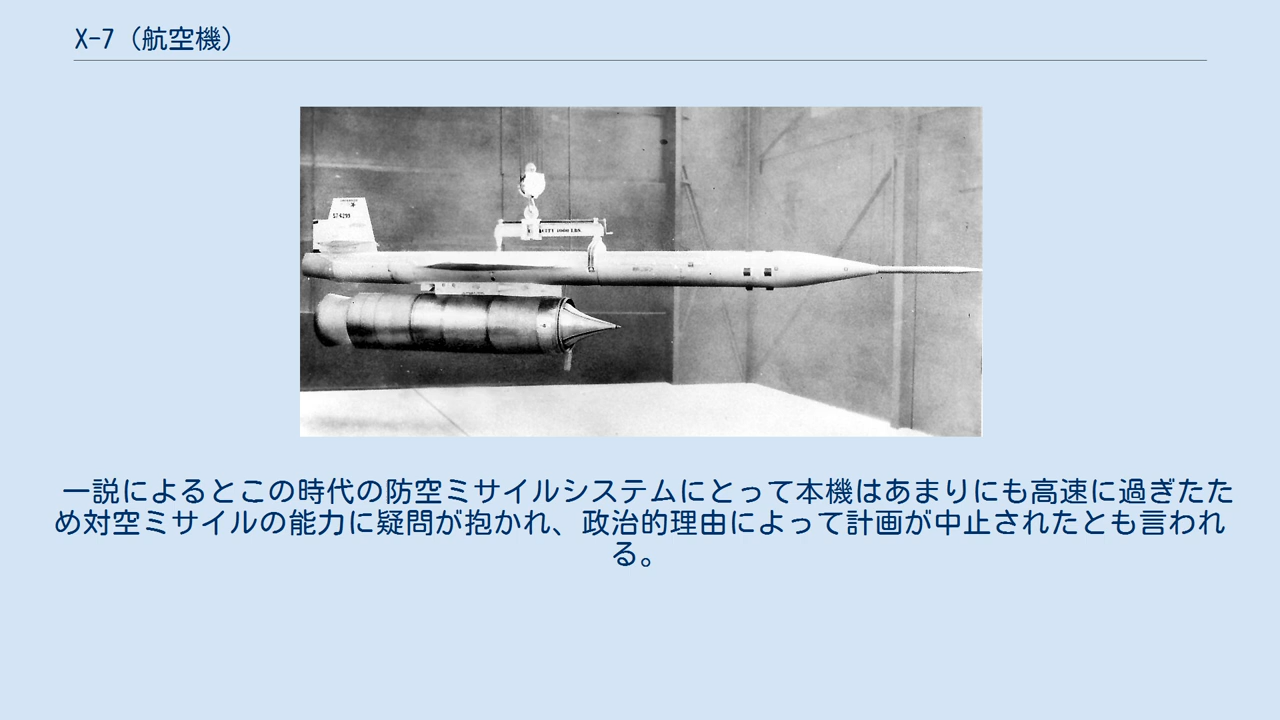 X-7（航空機）
CITY 1000 LBS.
一説によるとこの時代の防空ミサイルシステムにとって本機はあまりにも高速に過ぎたた
め対空ミサイルの能力に疑問が抱かれ、政治的理由によって計画が中止されたとも言われ
る。